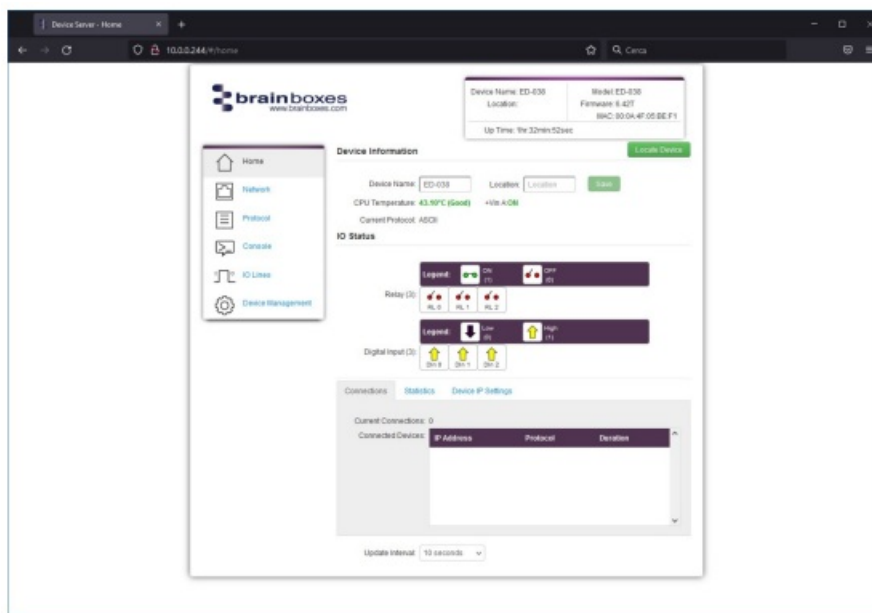 Device Server - Home
10.0.0.244/#/home
Cerca
brainboxes
www.brainboxes.com
Device Name: ED-038
Location:
Model: ED-038
Firmware: 5.42T
MAC: 00:0A:4F:05:BE:F1
Up Time: 1hr:32min:52sec
Home
Network
Protocol
Console
IO Lines
Device Management
Device Information
Locate Device
Device Name: ED-038
Location: Location
Save
CPU Temperature: 43.10°C (Good)
+Vin A:ON
Current Protocol: ASCII
IO Status
Legend: ON (1) OFF (0)
Relay (3):
RL 0 RL 1 RL 2
Legend: Low (0) High (1)
Digital Input (3):
DIn 0 DIn 1 DIn 2
Connections Statistics Device IP Settings
Current Connections: 0
Connected Devices:
IP Address Protocol Duration
Update Interval: 10 seconds